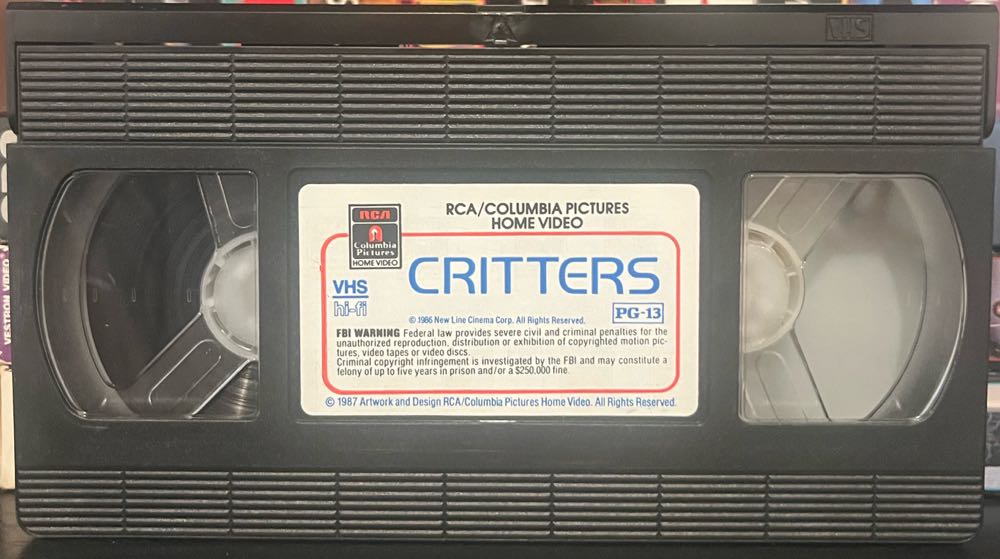 VHS
RCA
Columbia
Pictures
HOME VIDEO
RCA/COLUMBIA PICTURES
HOME VIDEO
VHS
hi-fi
CRITTERS
© 1986 New Line Cinema Corp. All Rights Reserved.
PG-13
FBI WARNING Federal law provides severe civil and criminal penalties for the
unauthorized reproduction, distribution or exhibition of copyrighted motion pic-
tures, video tapes or video discs.
Criminal copyright infringement is investigated by the FBI and may constitute a
felony of up to five years in prison and/or a $250,000 fine.
© 1987 Artwork and Design RCA/Columbia Pictures Home Video. All Rights Reserved.
VESTRON VIDEO